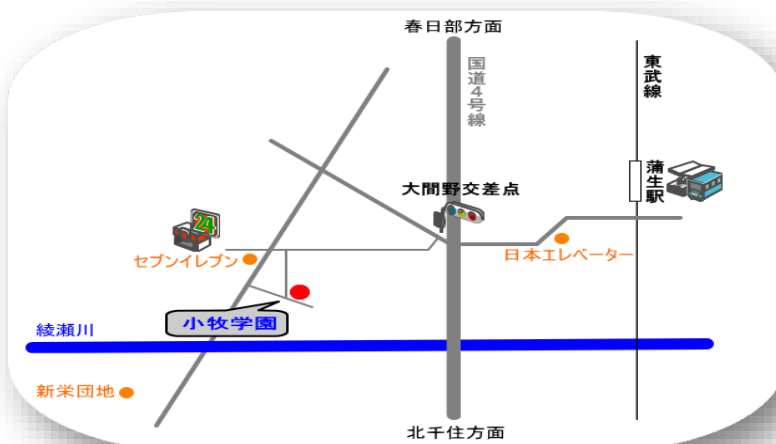 春日部方面
国道4号線
東武線
蒲生駅
大間野交差点
24
セブンイレブン
日本エレベーター
小牧学園
綾瀬川
新栄団地
北千住方面